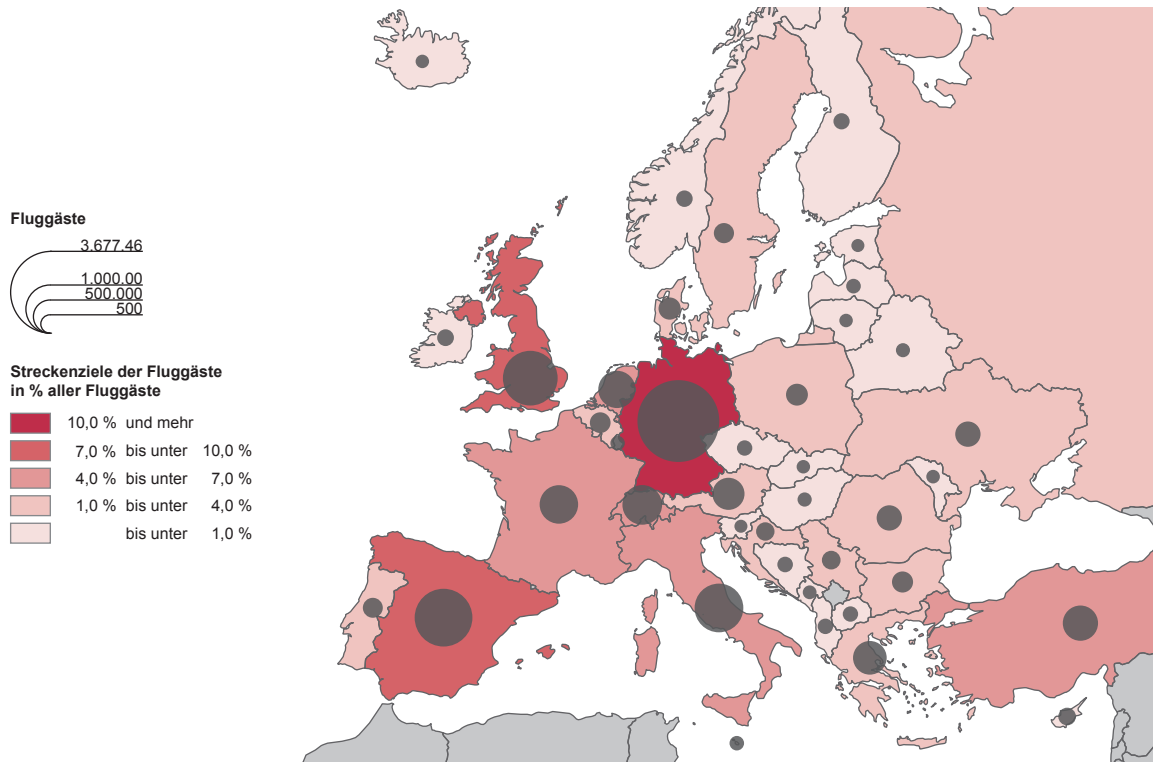 Fluggäste
3.677.46
1.000.00
500.000
500
Streckenziele der Fluggäste
in % aller Fluggäste
10,0 % und mehr
7,0 % bis unter 10,0 %
4,0 % bis unter 7,0 %
1,0 % bis unter 4,0 %
bis unter 1,0 %